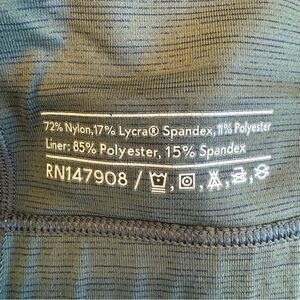 72% Nylon,17% Lycra® Spandex,11% Polyester
Liner: 85% Polyester, 15% Spandex
RN147908 /